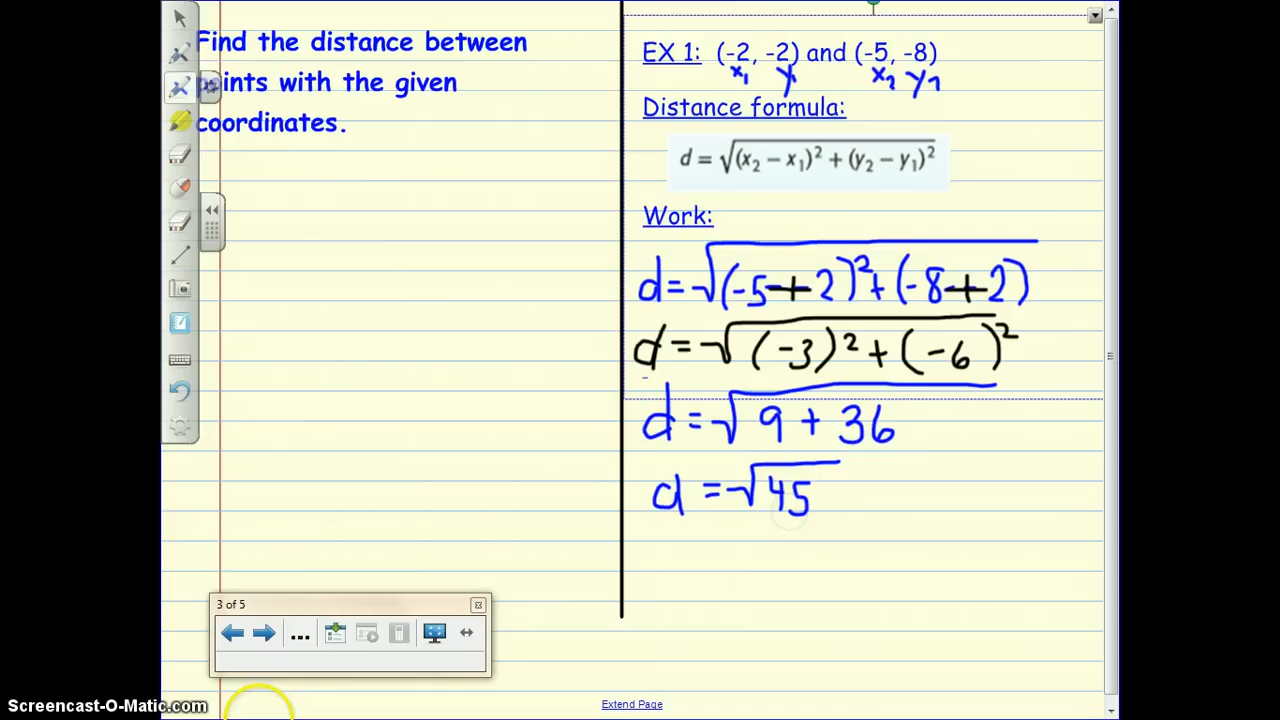 Find the distance between
points with the given
coordinates.
EX 1: (-2, -2) and (-5, -8)
x₁ y₁ x₂ y₂
Distance formula:
d = √(x₂ − x₁)² + (y₂ − y₁)²
Work:
d = √(-5 + 2)² + (-8 + 2)
d = √(-3)² + (-6)²
d = √9 + 36
d = √45
3 of 5
...
Extend Page
Screencast-O-Matic.com